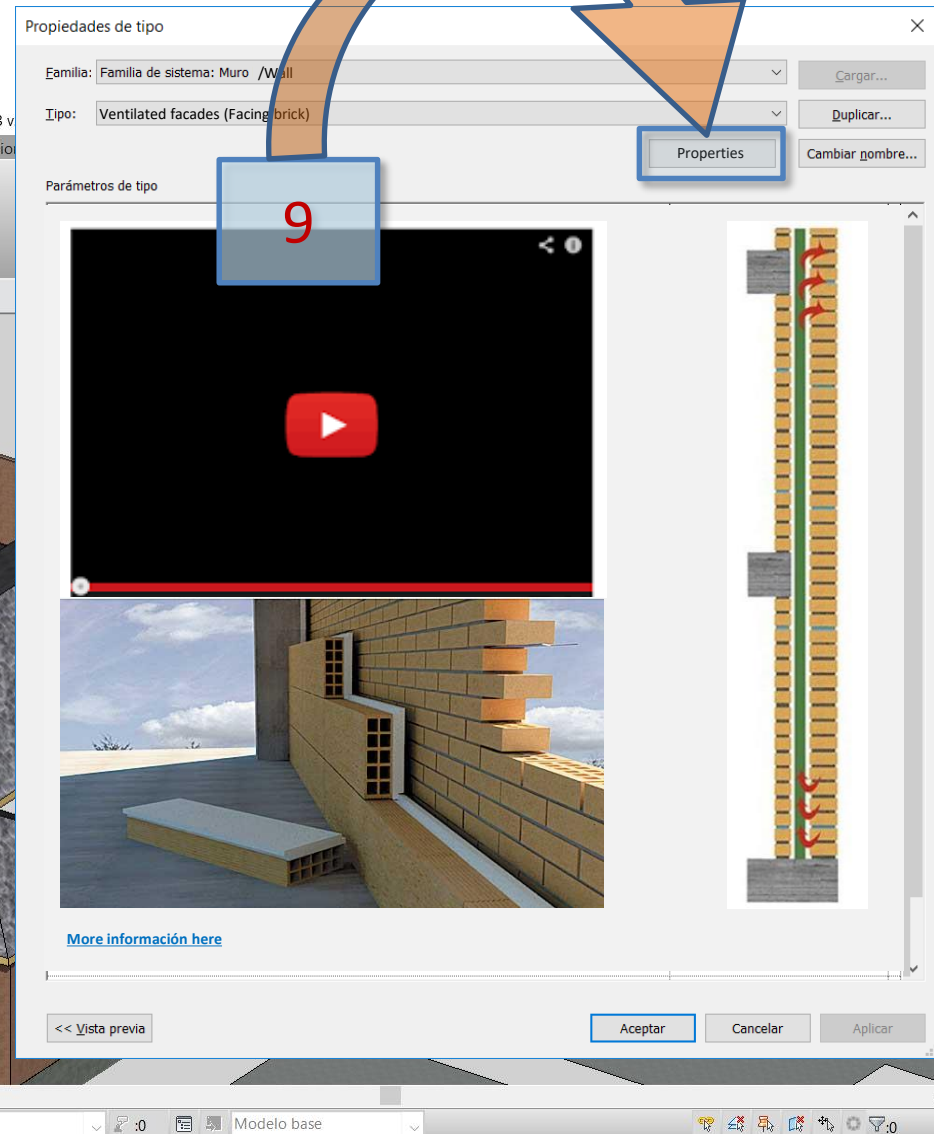 Propiedades de tipo
Familia: Familia de sistema: Muro /Wall
Cargar...
Tipo: Ventilated facades (Facing brick)
Duplicar...
Properties
Cambiar nombre...
Parámetros de tipo
9
More información here
<< Vista previa
Aceptar
Cancelar
Aplicar
:0
Modelo base
:0